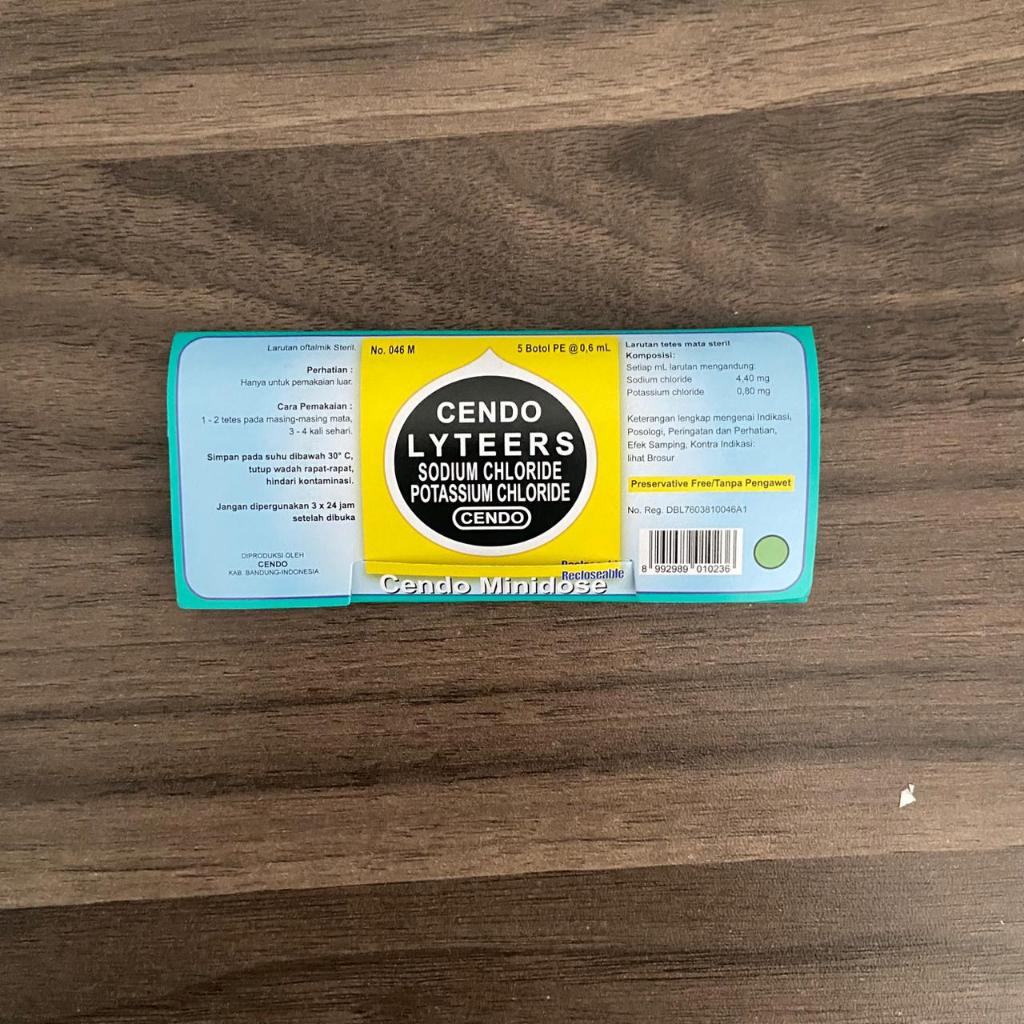 Larutan oftalmik Steril.
Perhatian :
Hanya untuk pemakaian luar.
Cara Pemakaian :
1 - 2 tetes pada masing-masing mata,
3 - 4 kali sehari.
Simpan pada suhu dibawah 30° C,
tutup wadah rapat-rapat,
hindari kontaminasi.
Jangan dipergunakan 3 x 24 jam
setelah dibuka
DIPRODUKSI OLEH
CENDO
KAB. BANDUNG-INDONESIA
No. 046 M
5 Botol PE @ 0,6 mL
CENDO
LYTEERS
SODIUM CHLORIDE
POTASSIUM CHLORIDE
CENDO
Recloseable
Cendo Minidose
Larutan tetes mata steril
Komposisi:
Setiap mL larutan mengandung:
Sodium chloride 4,40 mg
Potassium chloride 0,80 mg
Keterangan lengkap mengenai Indikasi,
Posologi, Peringatan dan Perhatian,
Efek Samping, Kontra Indikasi:
lihat Brosur
Preservative Free/Tanpa Pengawet
No. Reg. DBL7603810046A1
8 992989 010236